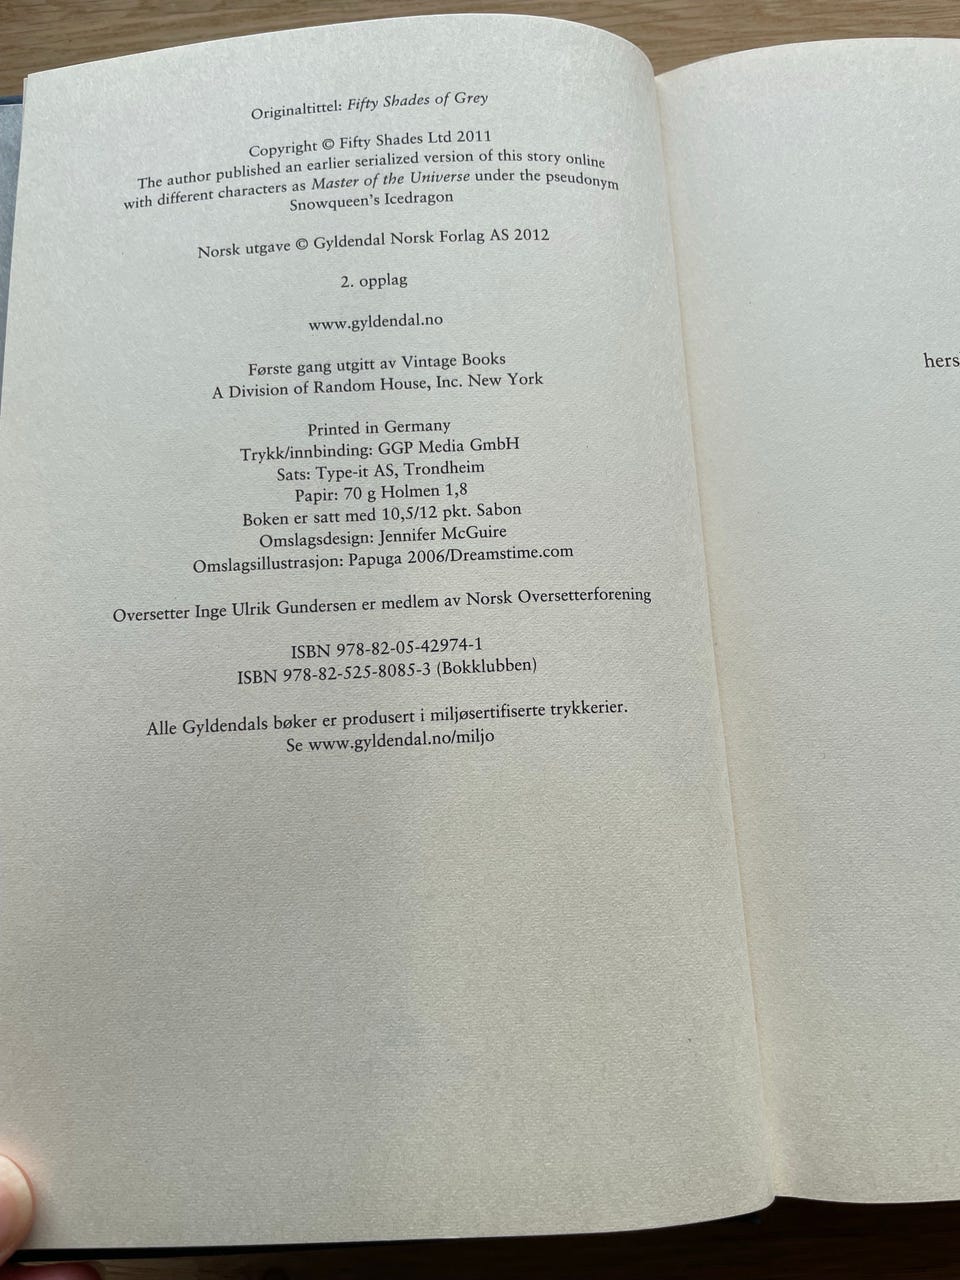 Originaltittel: Fifty Shades of Grey
Copyright © Fifty Shades Ltd 2011
The author published an earlier serialized version of this story online
with different characters as Master of the Universe under the pseudonym
Snowqueen's Icedragon
Norsk utgave © Gyldendal Norsk Forlag AS 2012
2. opplag
www.gyldendal.no
Første gang utgitt av Vintage Books
A Division of Random House, Inc. New York
Printed in Germany
Trykk/innbinding: GGP Media GmbH
Sats: Type-it AS, Trondheim
Papir: 70 g Holmen 1,8
Boken er satt med 10,5/12 pkt. Sabon
Omslagsdesign: Jennifer McGuire
Omslagsillustrasjon: Papuga 2006/Dreamstime.com
Oversetter Inge Ulrik Gundersen er medlem av Norsk Oversetterforening
ISBN 978-82-05-42974-1
ISBN 978-82-525-8085-3 (Bokklubben)
Alle Gyldendals bøker er produsert i miljøsertifiserte trykkerier.
Se www.gyldendal.no/miljo